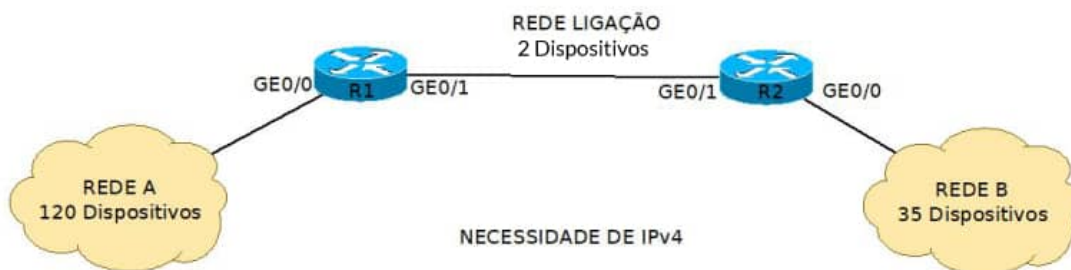 REDE LIGAÇÃO
2 Dispositivos
GE0/0
R1
GE0/1
GE0/1
R2
GE0/0
REDE A
120 Dispositivos
REDE B
35 Dispositivos
NECESSIDADE DE IPv4